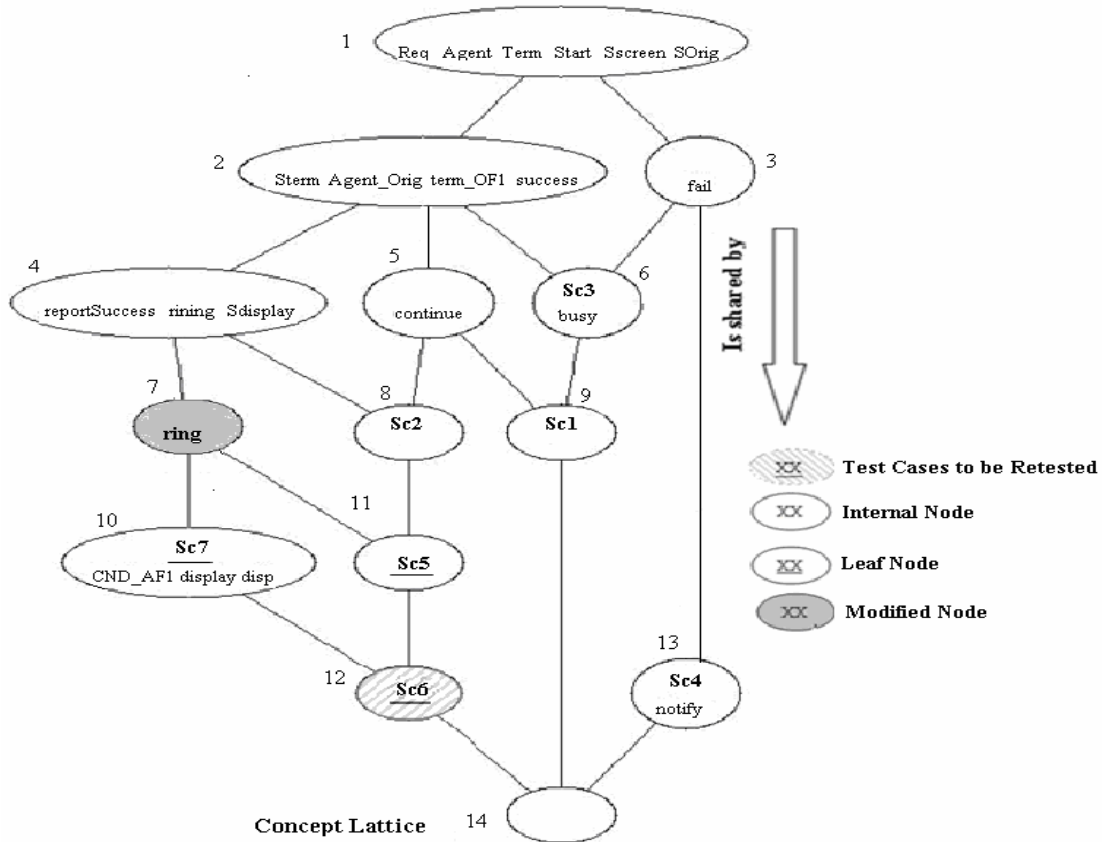 1
Req Agent Term Start Sscreen SOrig
2
Sterm Agent_Orig term_OF1 success
3
fail
4
reportSuccess rining Sdisplay
5
continue
6
Sc3
busy
Is shared by
7
ring
8
Sc2
9
Sc1
xx Test Cases to be Retested
xx Internal Node
xx Leaf Node
xx Modified Node
10
Sc7
CND_AF1 display disp
11
Sc5
12
Sc6
13
Sc4
notify
Concept Lattice
14